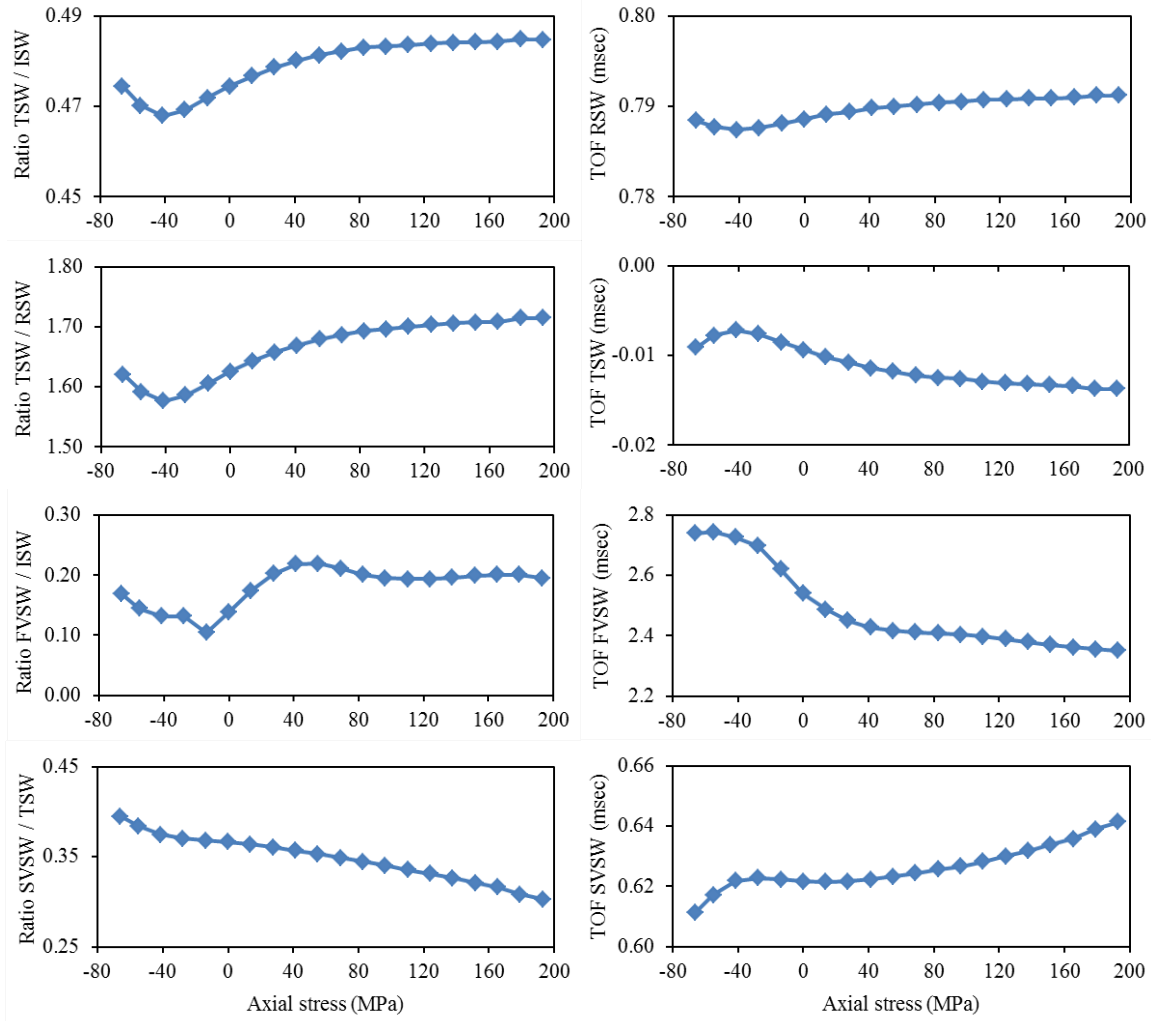 Ratio TSW / ISW
0.49
0.47
0.45
-80 -40 0 40 80 120 160 200
TOF RSW (msec)
0.80
0.79
0.78
-80 -40 0 40 80 120 160 200
Ratio TSW / RSW
1.80
1.70
1.60
1.50
-80 -40 0 40 80 120 160 200
TOF TSW (msec)
0.00
-0.01
-0.02
-80 -40 0 40 80 120 160 200
Ratio FVSW / ISW
0.30
0.20
0.10
0.00
-80 -40 0 40 80 120 160 200
TOF FVSW (msec)
2.8
2.6
2.4
2.2
-80 -40 0 40 80 120 160 200
Ratio SVSW / TSW
0.45
0.35
0.25
-80 -40 0 40 80 120 160 200
Axial stress (MPa)
TOF SVSW (msec)
0.66
0.64
0.62
0.60
-80 -40 0 40 80 120 160 200
Axial stress (MPa)